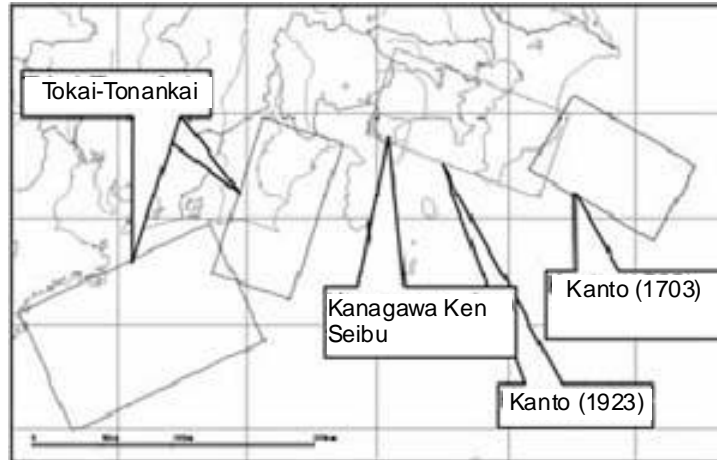 Tokai-Tonankai
Kanagawa Ken
Seibu
Kanto (1703)
Kanto (1923)